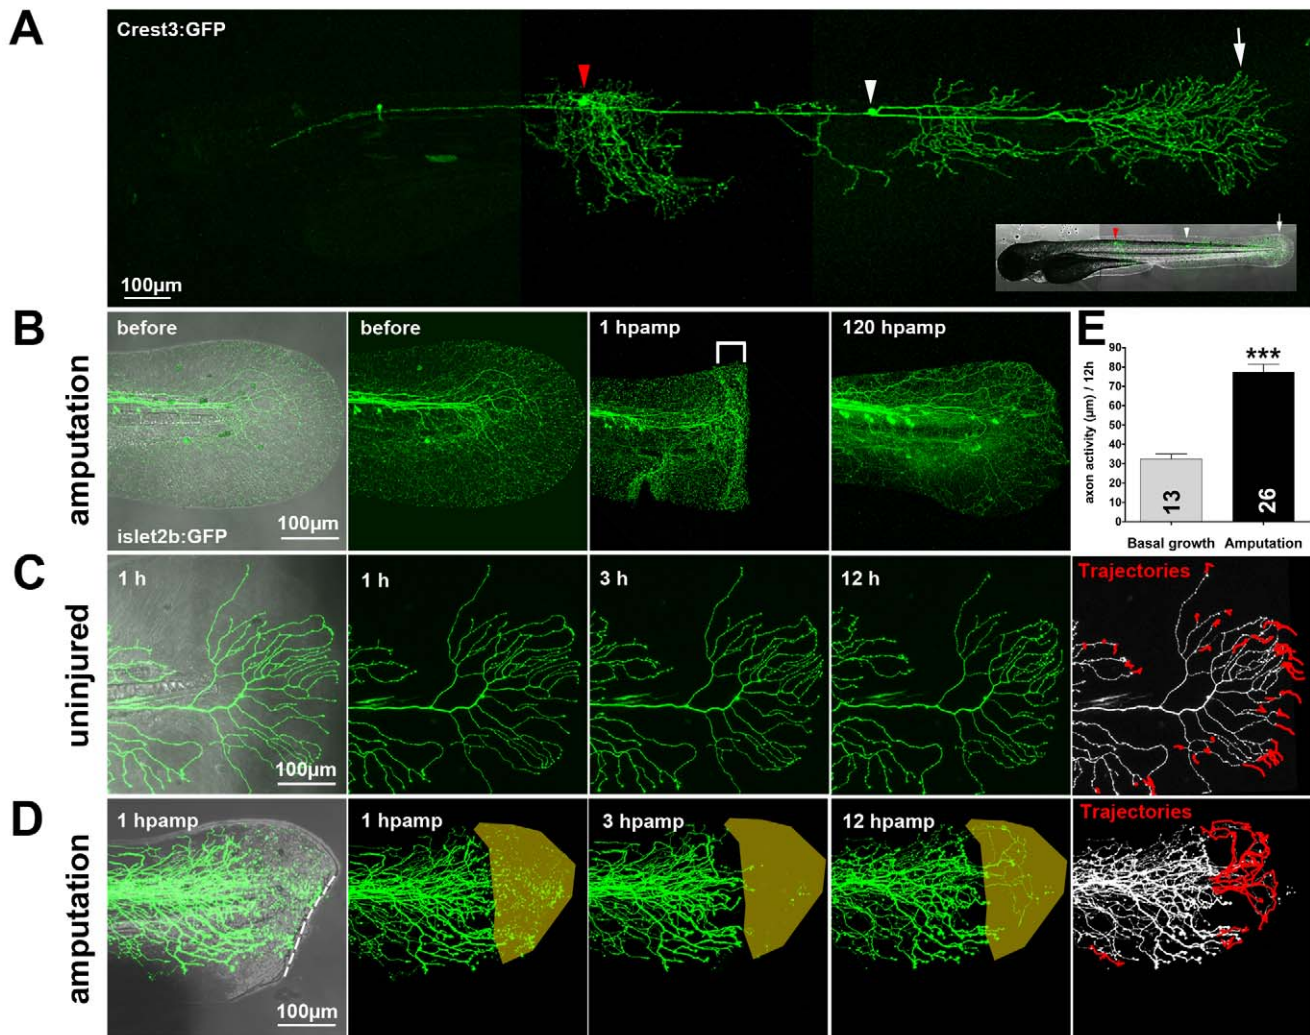 A
Crest3:GFP
100µm
B
amputation
before
islet2b:GFP
100µm
before
1 hpamp
120 hpamp
E
axon activity (µm) / 12h
90
80
70
60
50
40
30
20
10
0
***
13
26
Basal growth
Amputation
C
uninjured
1 h
100µm
1 h
3 h
12 h
Trajectories
D
amputation
1 hpamp
100µm
1 hpamp
3 hpamp
12 hpamp
Trajectories